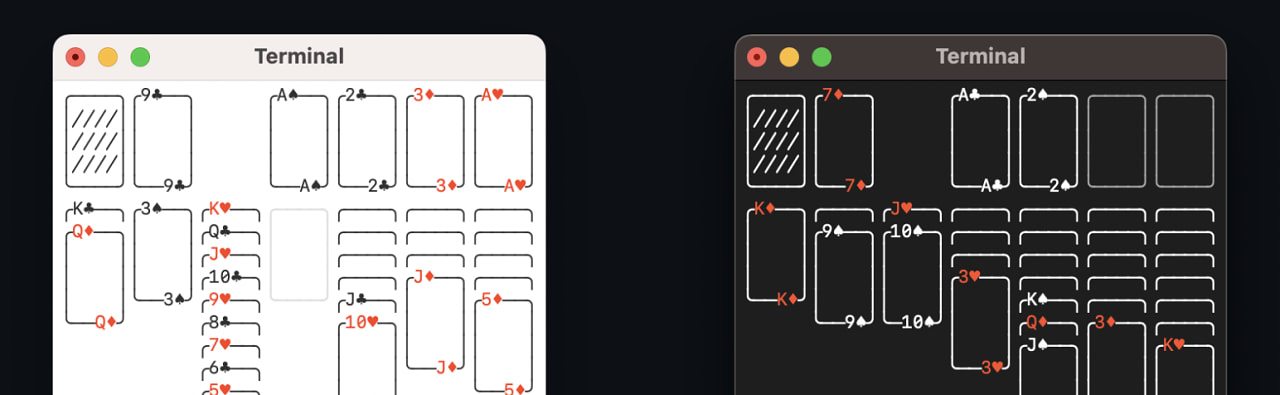 Terminal
9♣ A♠ 2♣ 3♦ A♥
9♣ A♠ 2♣ 3♦ A♥
K♣ 3♠ K♥
Q♦ Q♣
J♥
J♦
10♣
3♠ 9♥ J♣ 5♦
Q♦ 8♣ 10♥
7♥
6♣ J♦
5♥ 5♦
Terminal
7♦ A♣ 2♠
7♦ A♣ 2♠
K♦ J♥
9♠ 10♠
3♥
K♦ K♠
9♠ 10♠ Q♦ 3♦
J♠ K♥
3♥